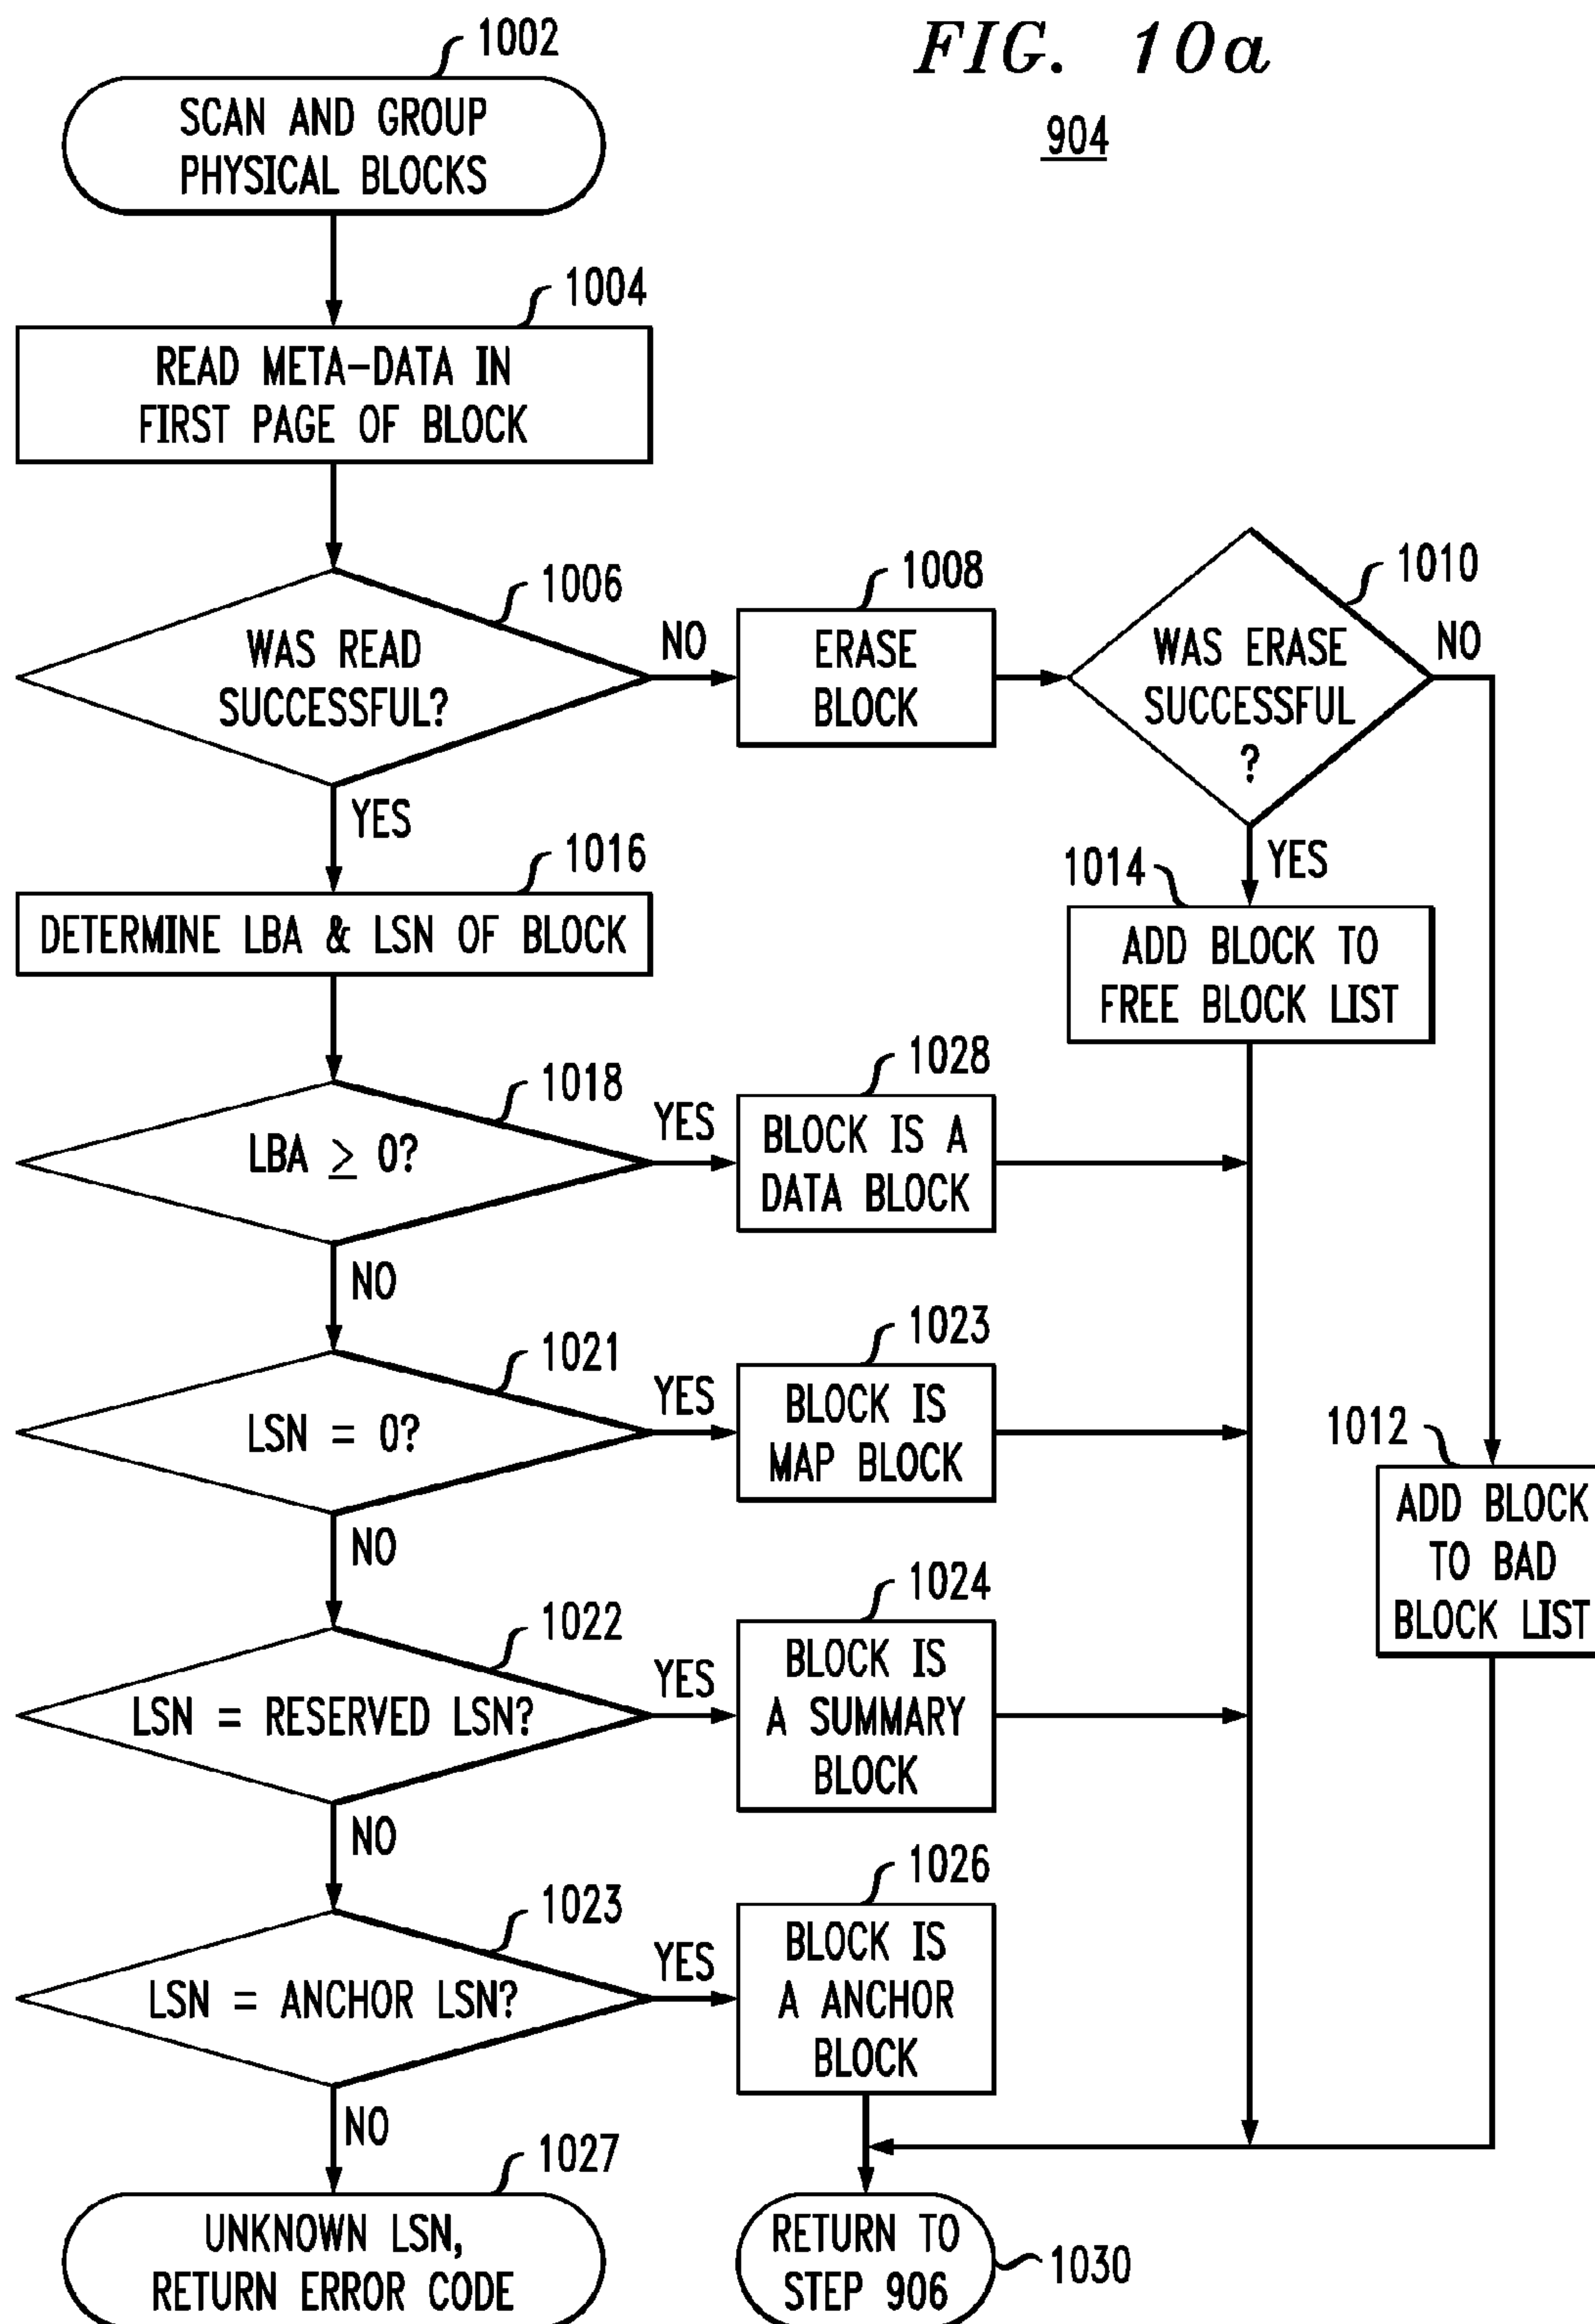 FIG. 10a
904
1002
SCAN AND GROUP
PHYSICAL BLOCKS
1004
READ META-DATA IN
FIRST PAGE OF BLOCK
1006
WAS READ
SUCCESSFUL?
NO
YES
1008
ERASE
BLOCK
1010
WAS ERASE
SUCCESSFUL
?
NO
YES
1014
ADD BLOCK TO
FREE BLOCK LIST
1016
DETERMINE LBA & LSN OF BLOCK
1018
LBA ≥ 0?
YES
NO
1028
BLOCK IS A
DATA BLOCK
1021
LSN = 0?
YES
NO
1023
BLOCK IS
MAP BLOCK
1012
ADD BLOCK
TO BAD
BLOCK LIST
1022
LSN = RESERVED LSN?
YES
NO
1024
BLOCK IS
A SUMMARY
BLOCK
1023
LSN = ANCHOR LSN?
YES
NO
1026
BLOCK IS
A ANCHOR
BLOCK
1027
UNKNOWN LSN,
RETURN ERROR CODE
RETURN TO
STEP 906
1030